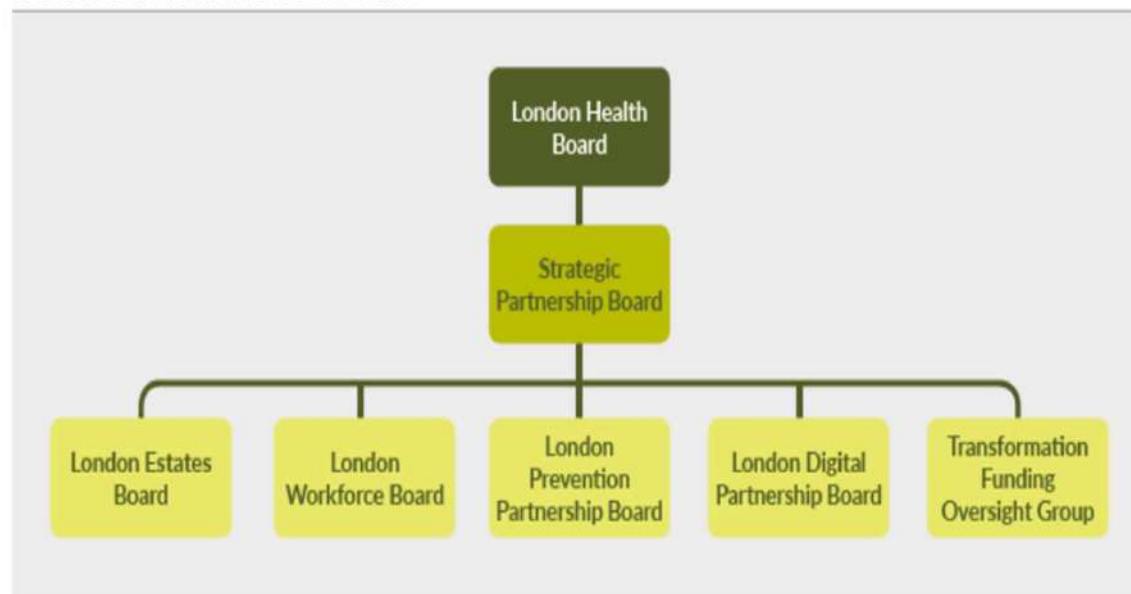 London Health
Board
Strategic
Partnership Board
London Estates
Board
London
Workforce Board
London
Prevention
Partnership Board
London Digital
Partnership Board
Transformation
Funding
Oversight Group